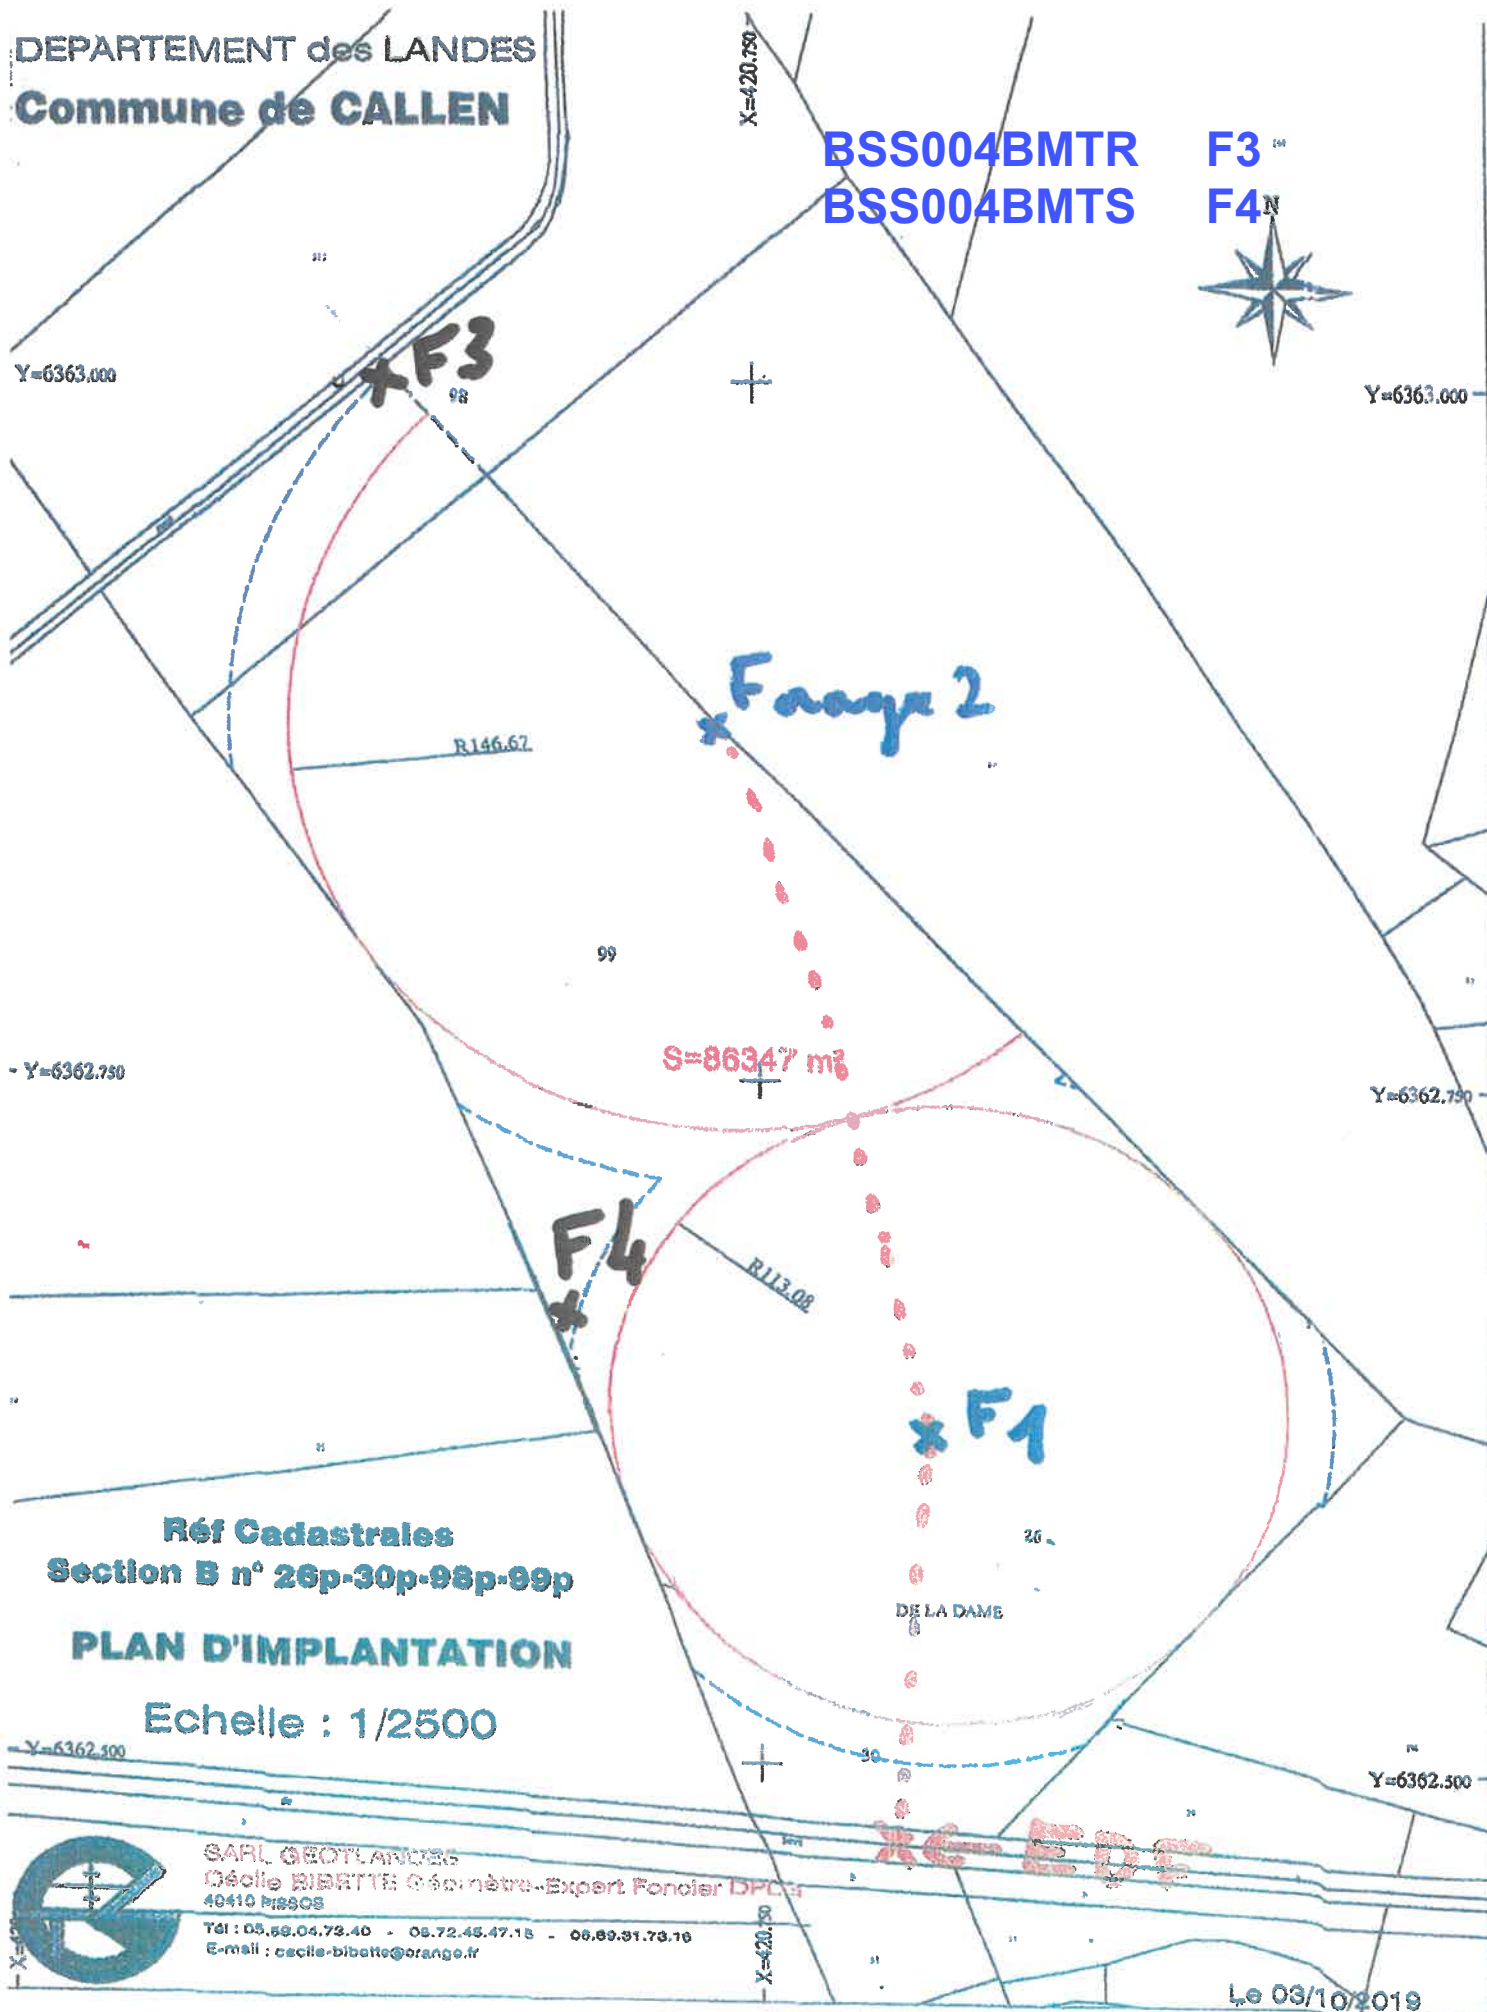 DEPARTEMENT des LANDES
Commune de CALLEN
X=420.750
BSS004BMTR F3
BSS004BMTS F4
N
F3
Y=6363.000
98
Y=6363.000
Forage 2
R146.67
99
S=86347 m²
Y=6362.750
Y=6362.750
F4
R113.08
F1
26
Réf Cadastrales
Section B n° 26p-30p-98p-99p
DE LA DAME
PLAN D'IMPLANTATION
Echelle : 1/2500
Y=6362.500
30
Y=6362.500
EDF
SARL GEOTLANDES
Cécile BIBETTE Géomètre-Expert Foncier DPLG
40410 PISSOS
Tél : 05.58.04.73.40 - 06.72.45.47.15 - 06.89.31.73.16
E-mail : cecile-bibette@orange.fr
X=420.750
Le 03/10/2019